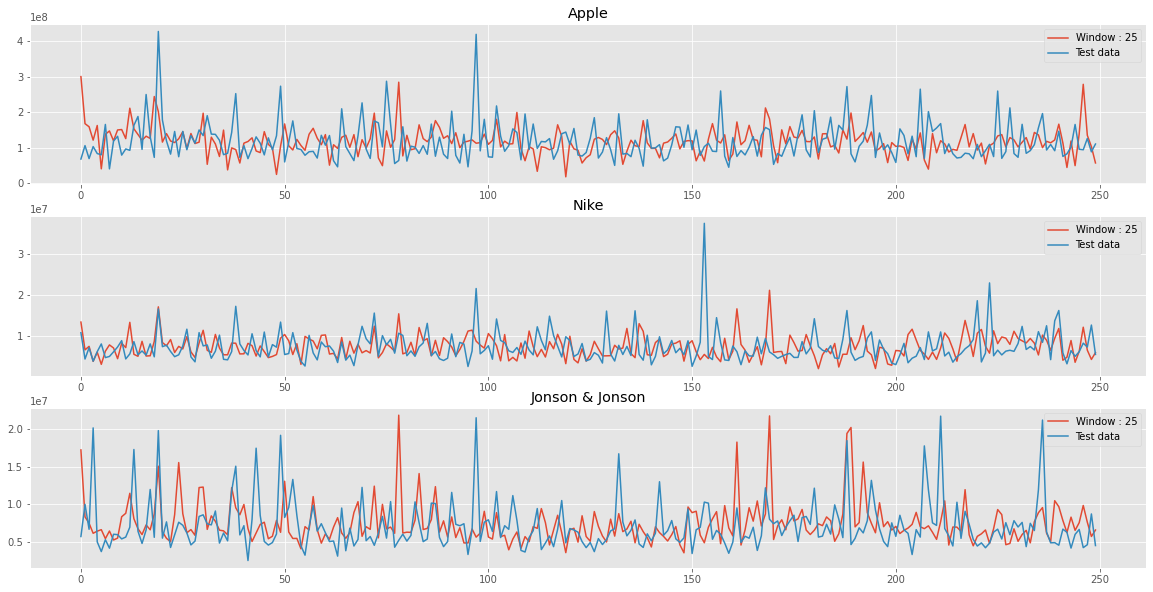 Apple
1e8
Window : 25
Test data
4
3
2
1
0
0 50 100 150 200 250
Nike
1e7
Window : 25
Test data
3
2
1
0 50 100 150 200 250
Jonson & Jonson
1e7
Window : 25
Test data
2.0
1.5
1.0
0.5
0 50 100 150 200 250